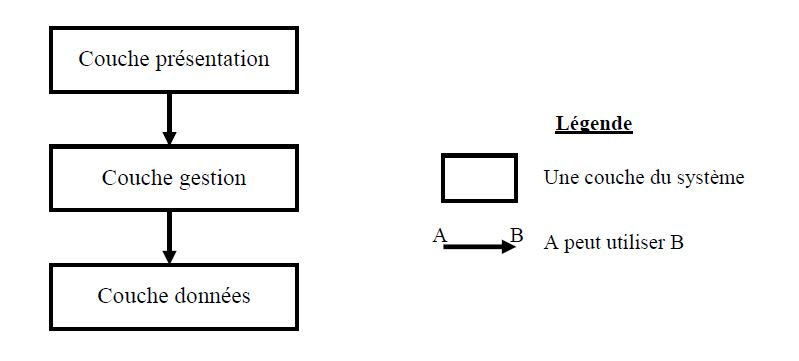 Couche présentation
Couche gestion
Couche données
Légende
Une couche du système
A B
A peut utiliser B